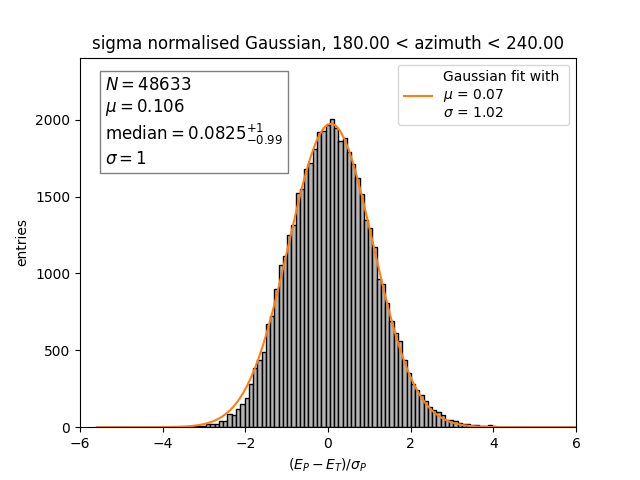 sigma normalised Gaussian, 180.00 < azimuth < 240.00
N = 48633
μ = 0.106
median = 0.0825^{+1}_{−0.99}
σ = 1
Gaussian fit with
μ = 0.07
σ = 1.02
entries
2000
1500
1000
500
0
−6 −4 −2 0 2 4 6
(E_P − E_T)/σ_P